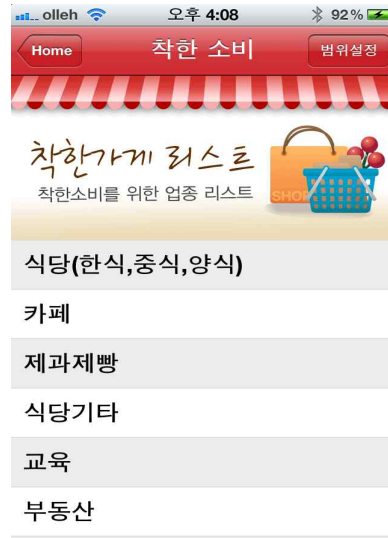 olleh 오후 4:08 92%
Home 착한 소비 범위설정
착한가게 리스트
착한소비를 위한 업종 리스트
SHOP
식당(한식,중식,양식)
카페
제과제빵
식당기타
교육
부동산